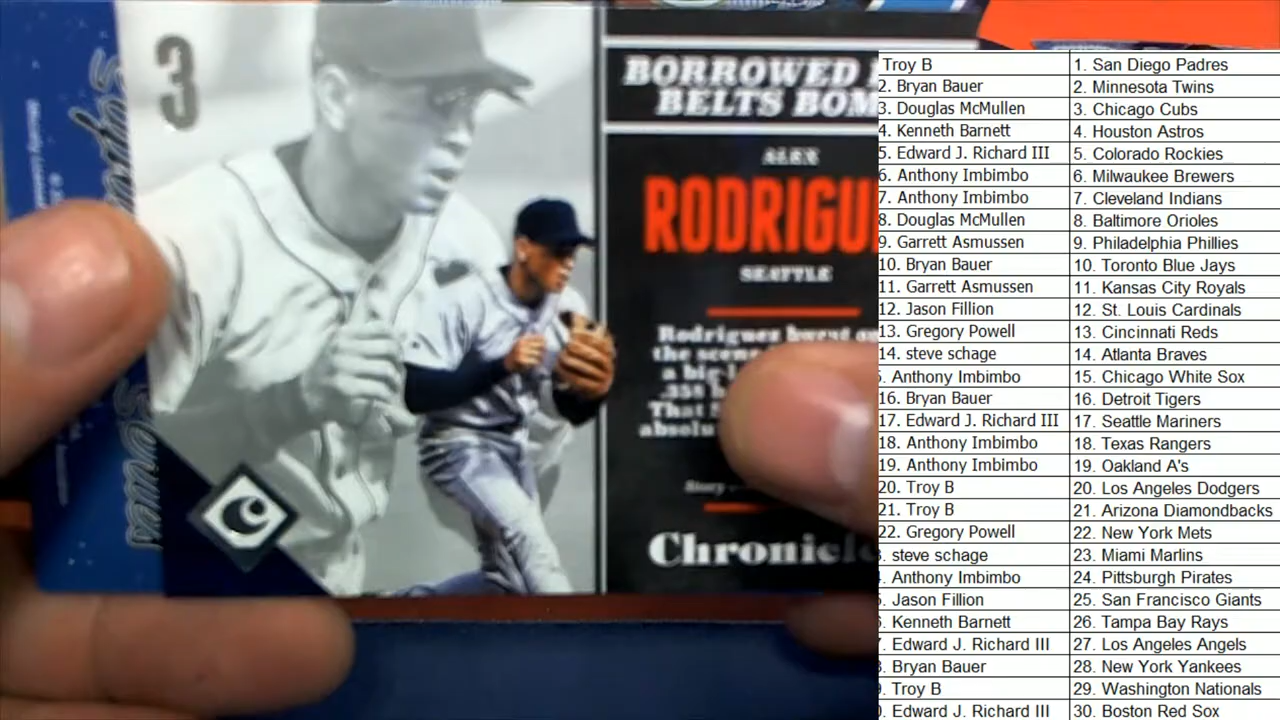 3
BORROWED
BELTS BOM
ALEX
RODRIGU
SEATTLE
Rodriguez burst on
the scene
a big
.358
That
absolu
Story
Chronicle
Troy B 1. San Diego Padres
2. Bryan Bauer 2. Minnesota Twins
3. Douglas McMullen 3. Chicago Cubs
4. Kenneth Barnett 4. Houston Astros
5. Edward J. Richard III 5. Colorado Rockies
6. Anthony Imbimbo 6. Milwaukee Brewers
7. Anthony Imbimbo 7. Cleveland Indians
8. Douglas McMullen 8. Baltimore Orioles
9. Garrett Asmussen 9. Philadelphia Phillies
10. Bryan Bauer 10. Toronto Blue Jays
11. Garrett Asmussen 11. Kansas City Royals
12. Jason Fillion 12. St. Louis Cardinals
13. Gregory Powell 13. Cincinnati Reds
14. steve schage 14. Atlanta Braves
. Anthony Imbimbo 15. Chicago White Sox
16. Bryan Bauer 16. Detroit Tigers
17. Edward J. Richard III 17. Seattle Mariners
18. Anthony Imbimbo 18. Texas Rangers
19. Anthony Imbimbo 19. Oakland A's
20. Troy B 20. Los Angeles Dodgers
21. Troy B 21. Arizona Diamondbacks
22. Gregory Powell 22. New York Mets
. steve schage 23. Miami Marlins
. Anthony Imbimbo 24. Pittsburgh Pirates
. Jason Fillion 25. San Francisco Giants
. Kenneth Barnett 26. Tampa Bay Rays
. Edward J. Richard III 27. Los Angeles Angels
. Bryan Bauer 28. New York Yankees
. Troy B 29. Washington Nationals
. Edward J. Richard III 30. Boston Red Sox